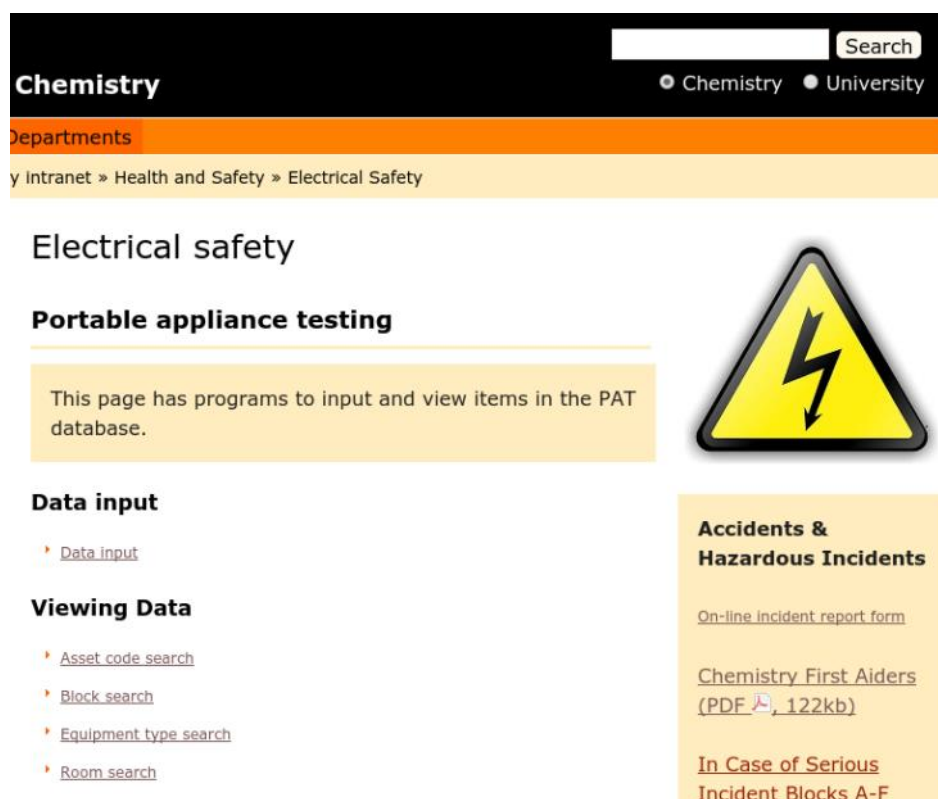 Search
Chemistry
Chemistry University
Departments
y intranet » Health and Safety » Electrical Safety
Electrical safety
Portable appliance testing
This page has programs to input and view items in the PAT
database.
Data input
Data input
Viewing Data
Asset code search
Block search
Equipment type search
Room search
Accidents &
Hazardous Incidents
On-line incident report form
Chemistry First Aiders
(PDF , 122kb)
In Case of Serious
Incident Blocks A-F